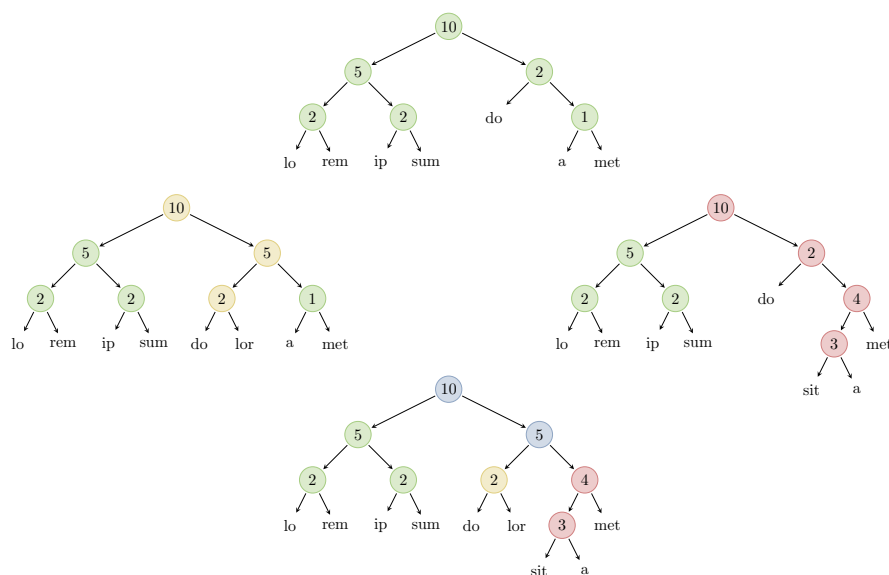 10
5 2
2 2 do 1
lo rem ip sum a met
10 10
5 5 5 2
2 2 2 1 2 2 do 4
lo rem ip sum do lor a met lo rem ip sum 3 met
sit a
10
5 5
2 2 2 4
lo rem ip sum do lor 3 met
sit a